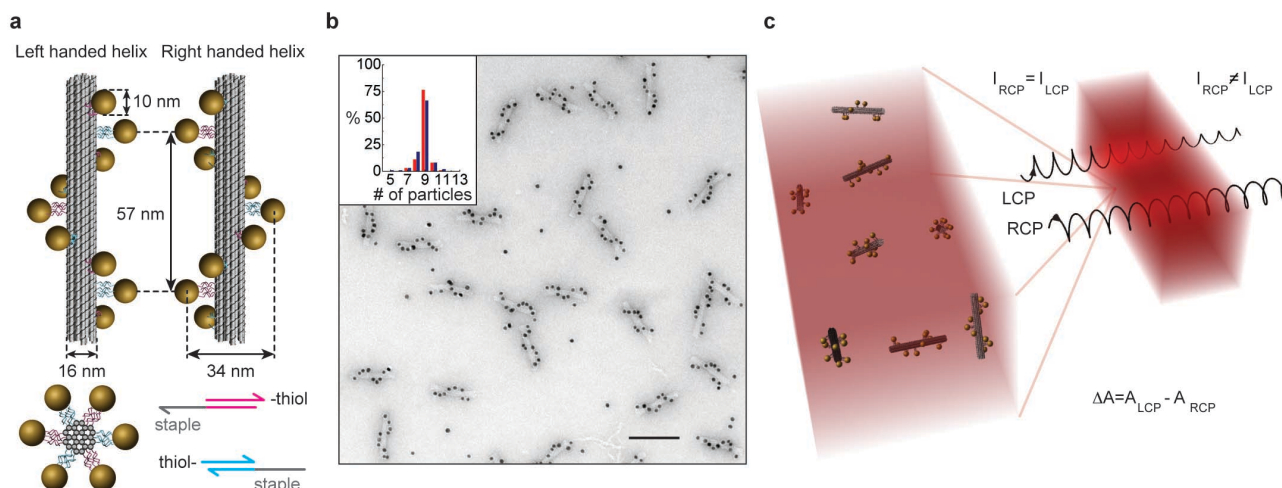 a
Left handed helix
Right handed helix
10 nm
57 nm
16 nm
34 nm
-thiol
staple
thiol-
staple
b
100
75
%
50
25
0
5 7 9 11 13
# of particles
c
I RCP = I LCP
I RCP ≠ I LCP
LCP
RCP
ΔA=A LCP - A RCP